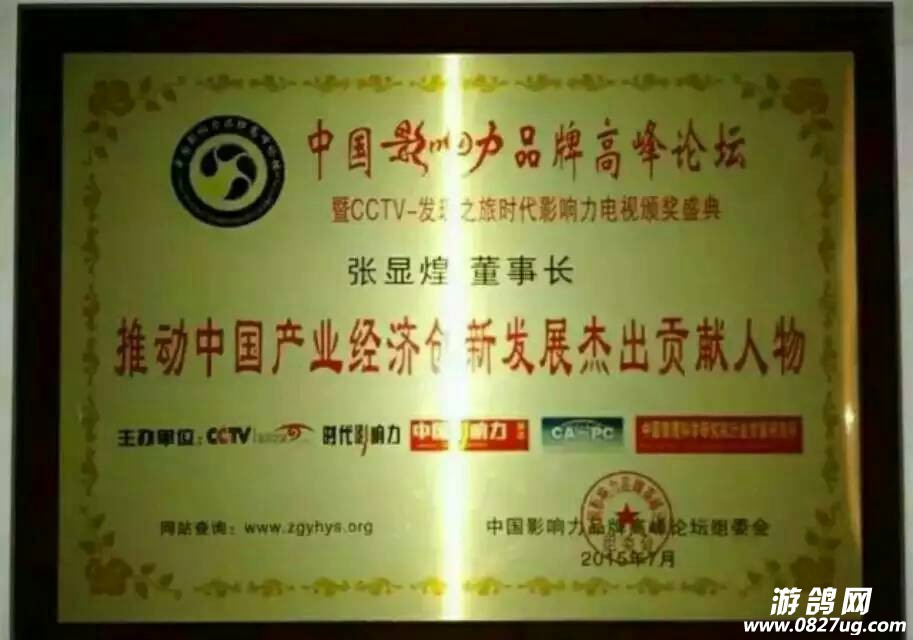 中国影响力品牌高峰论坛
暨CCTV-发现之旅时代影响力电视颁奖盛典
张显煌 董事长
推动中国产业经济创新发展杰出贡献人物
主办单位: CCTV 时代影响力 中国影响力 CA PC
网站查询: www.zgyhys.org
中国影响力品牌高峰论坛组委会
2015年7月
游鸽网
www.0827ug.com